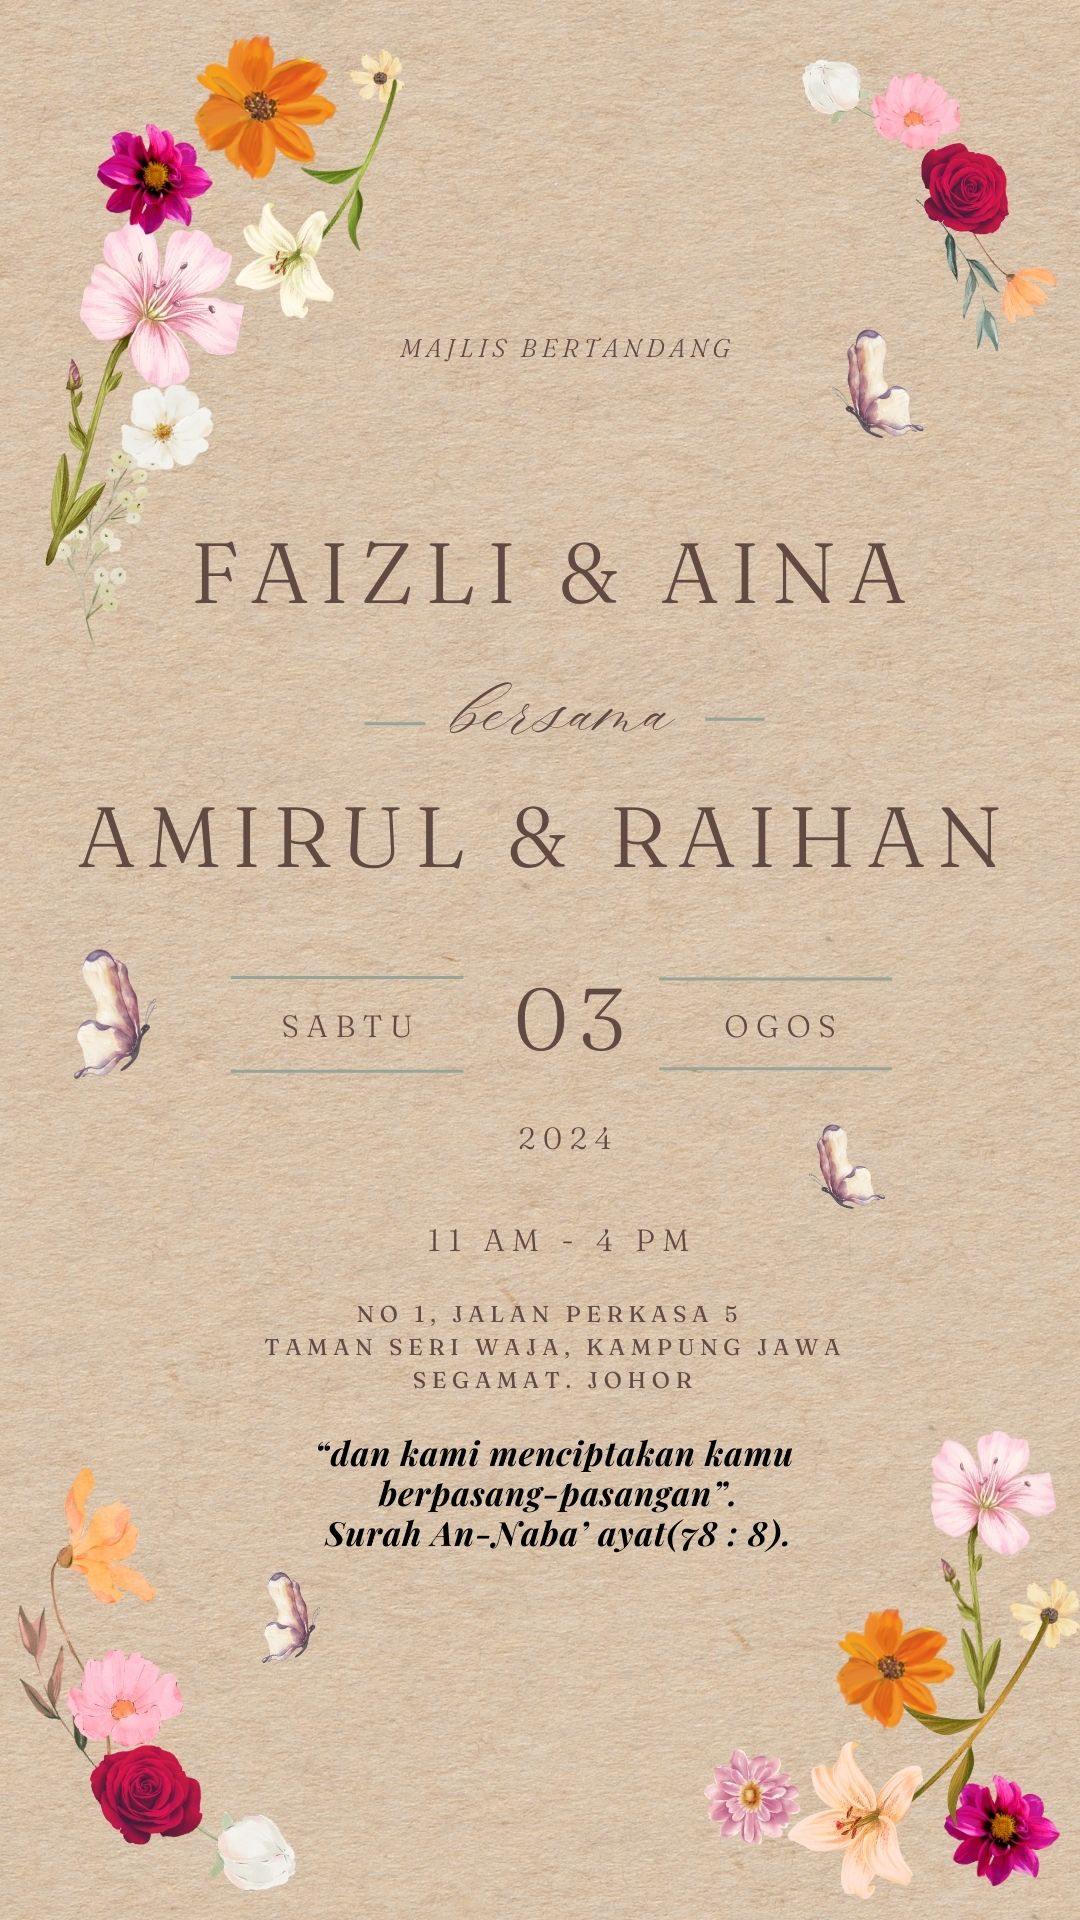 MAJLIS BERTANDANG
FAIZLI & AINA
bersama
AMIRUL & RAIHAN
SABTU 03 OGOS
2024
11 AM - 4 PM
NO 1, JALAN PERKASA 5
TAMAN SERI WAJA, KAMPUNG JAWA
SEGAMAT. JOHOR
“dan kami menciptakan kamu
berpasang-pasangan”.
Surah An-Naba’ ayat(78 : 8).